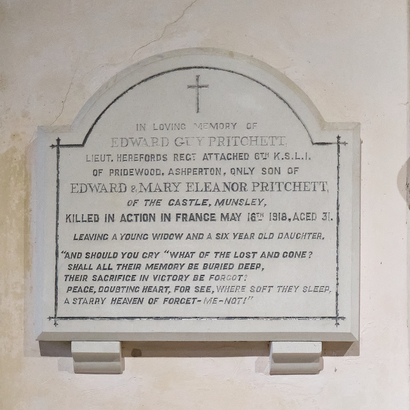 IN LOVING MEMORY OF
EDWARD GUY PRITCHETT
LIEUT. HEREFORDS REGT ATTACHED 6TH K.S.L.I.
OF PRIDEWOOD, ASHPERTON, ONLY SON OF
EDWARD & MARY ELEANOR PRITCHETT,
OF THE CASTLE, MUNSLEY,
KILLED IN ACTION IN FRANCE MAY 16TH 1918, AGED 31.
LEAVING A YOUNG WIDOW AND A SIX YEAR OLD DAUGHTER.
"AND SHOULD YOU CRY "WHAT OF THE LOST AND GONE?
SHALL ALL THEIR MEMORY BE BURIED DEEP,
THEIR SACRIFICE IN VICTORY BE FORGOT:
PEACE, DOUBTING HEART, FOR SEE, WHERE SOFT THEY SLEEP,
A STARRY HEAVEN OF FORGET-ME-NOT!"